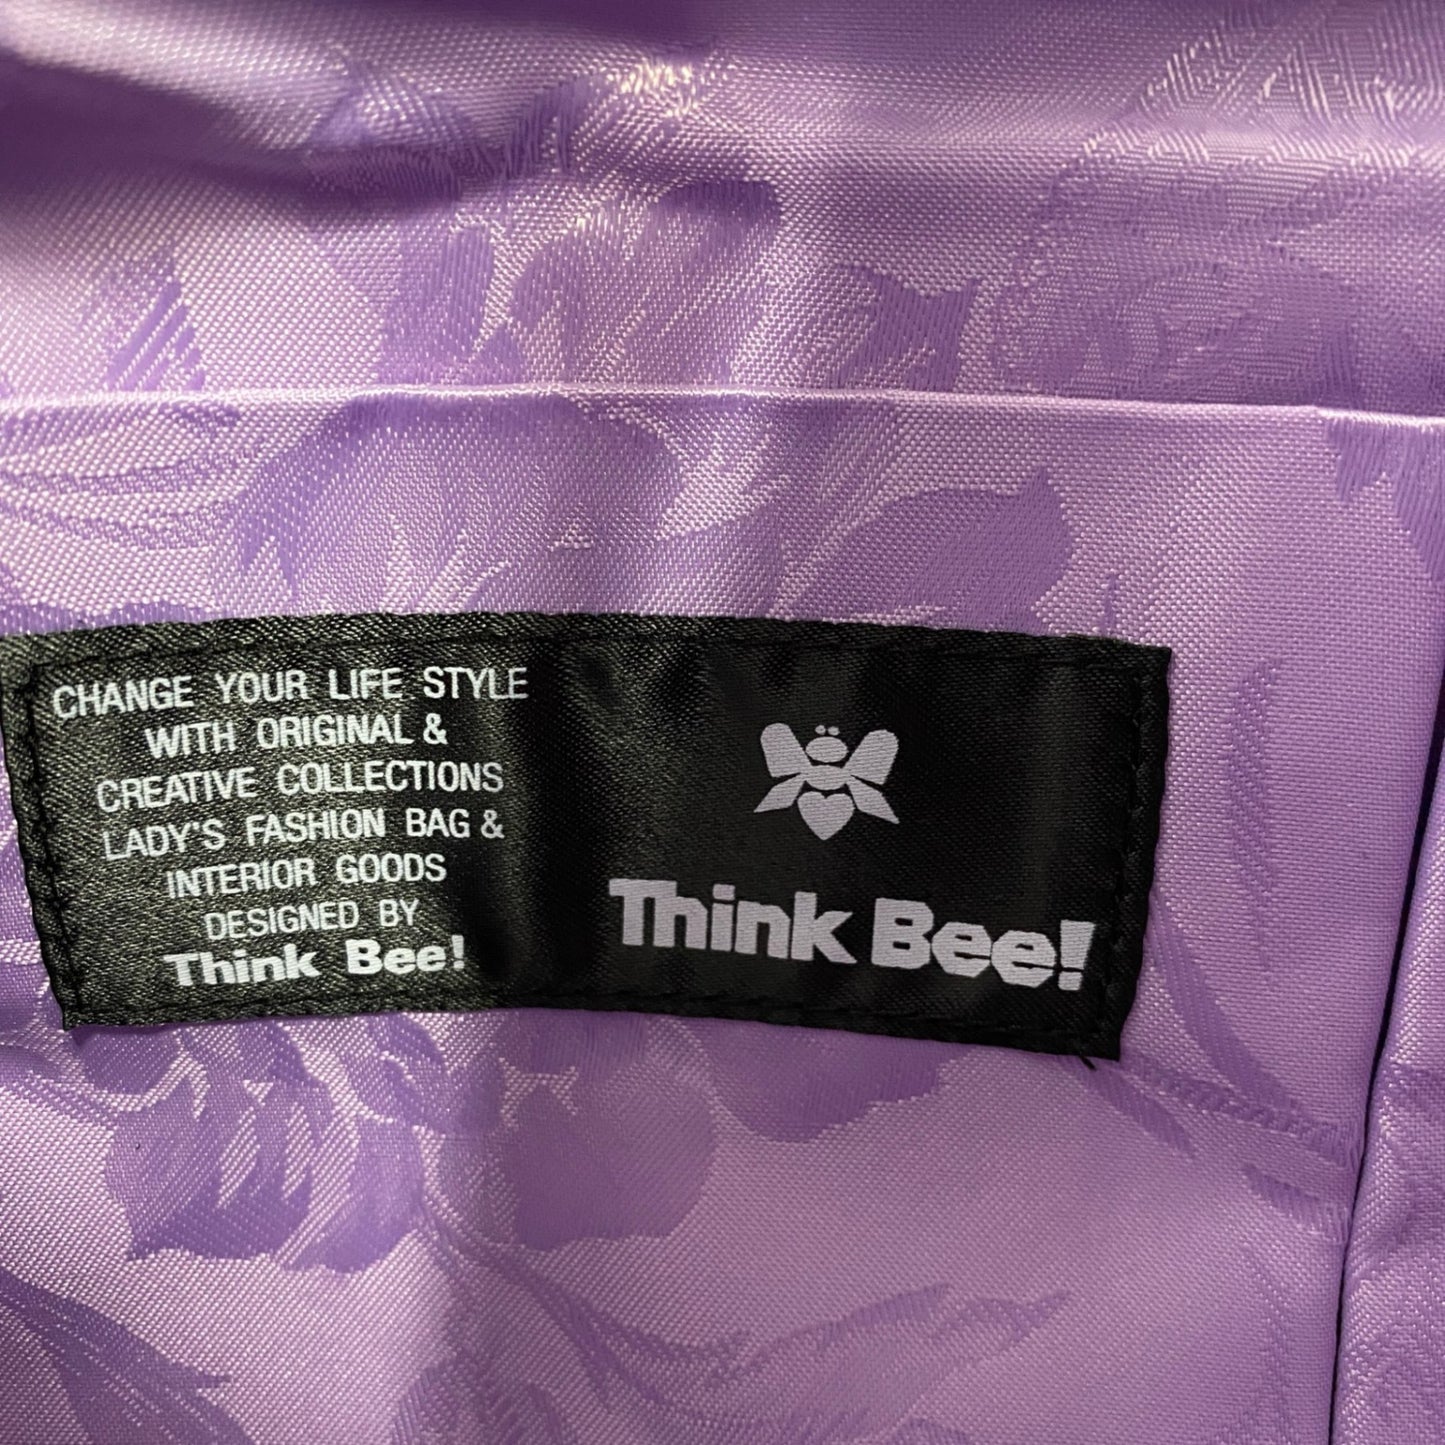 CHANGE YOUR LIFE STYLE
WITH ORIGINAL &
CREATIVE COLLECTIONS
LADY'S FASHION BAG &
INTERIOR GOODS
DESIGNED BY
Think Bee!
Think Bee!